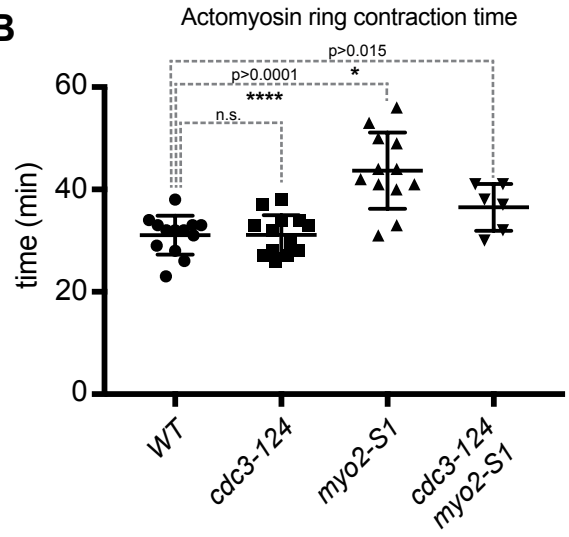 B
Actomyosin ring contraction time
p>0.015
p>0.0001
*
****
n.s.
60
40
20
0
time (min)
WT
cdc3-124
myo2-S1
cdc3-124
myo2-S1